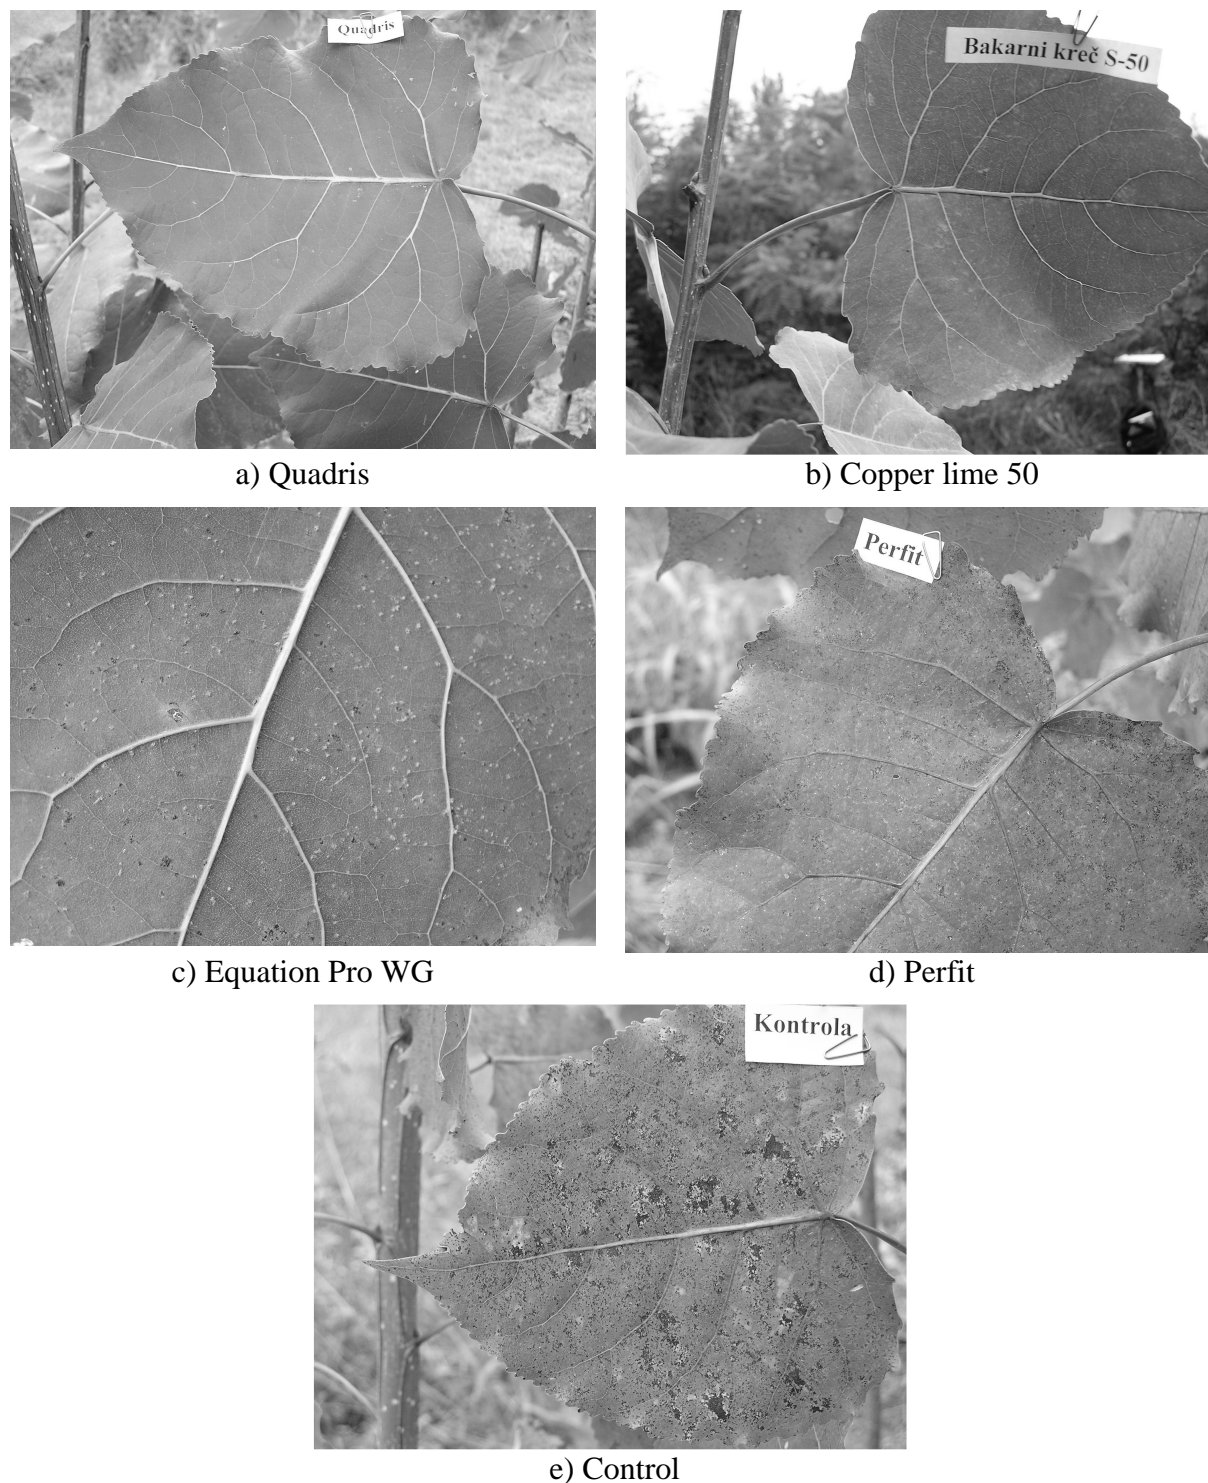 Quadris
Bakarni kreč S-50
a) Quadris
b) Copper lime 50
Perfit
c) Equation Pro WG
d) Perfit
Kontrola
e) Control